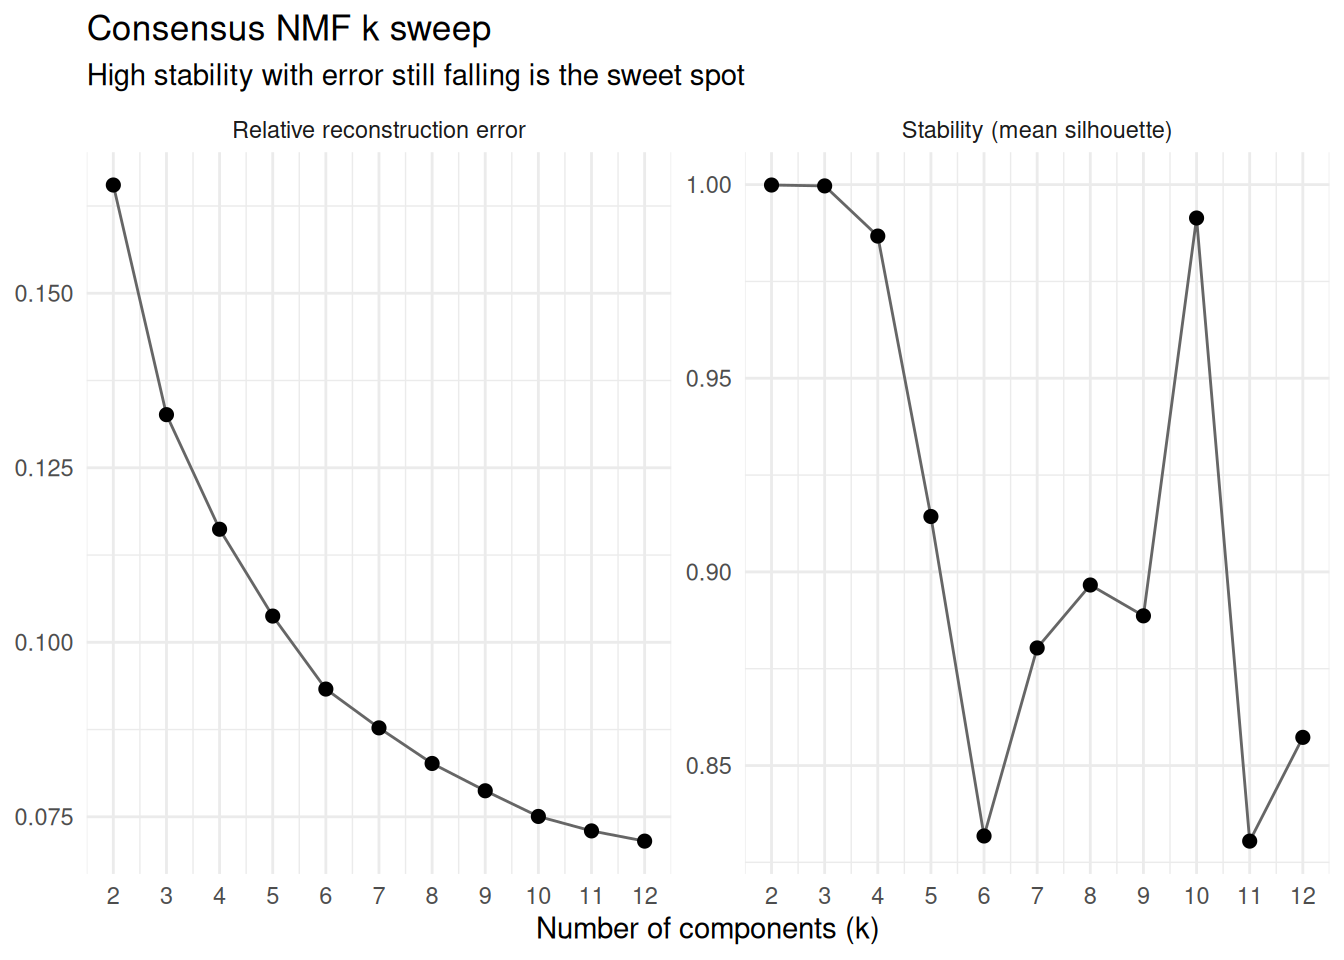 Consensus NMF k sweep
High stability with error still falling is the sweet spot
Relative reconstruction error
Stability (mean silhouette)
0.150
0.125
0.100
0.075
1.00
0.95
0.90
0.85
2 3 4 5 6 7 8 9 10 11 12
2 3 4 5 6 7 8 9 10 11 12
Number of components (k)